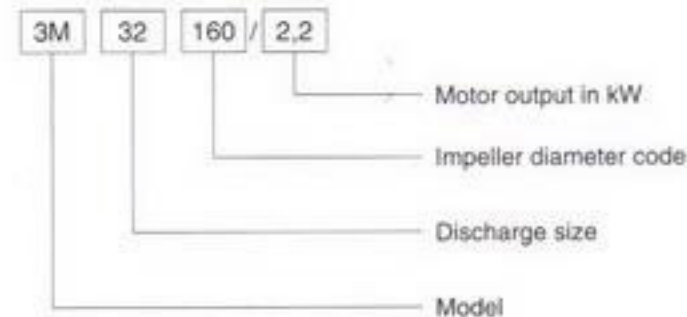 3M 32 160 / 2,2
Motor output in kW
Impeller diameter code
Discharge size
Model